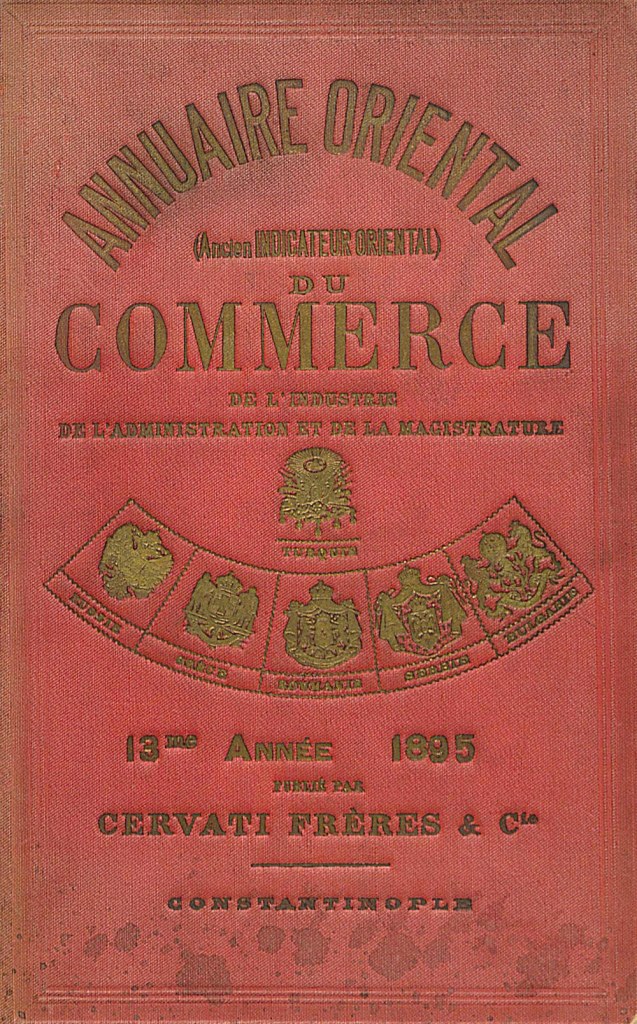 ANNUAIRE ORIENTAL
(Ancien INDICATEUR ORIENTAL)
DU
COMMERCE
DE L'INDUSTRIE
DE L'ADMINISTRATION ET DE LA MAGISTRATURE
TURQUIE
GRÈCE
ROUMANIE
SERBIE
BULGARIE
13me ANNÉE 1895
PUBLIÉ PAR
CERVATI FRÈRES & Cie
CONSTANTINOPLE